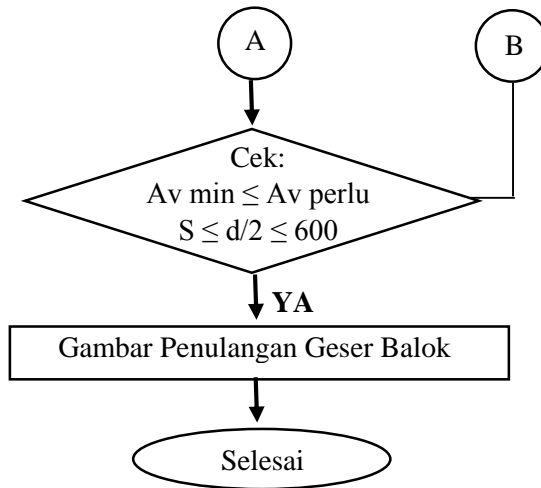 A
B
Cek:
Av min ≤ Av perlu
S ≤ d/2 ≤ 600
YA
Gambar Penulangan Geser Balok
Selesai